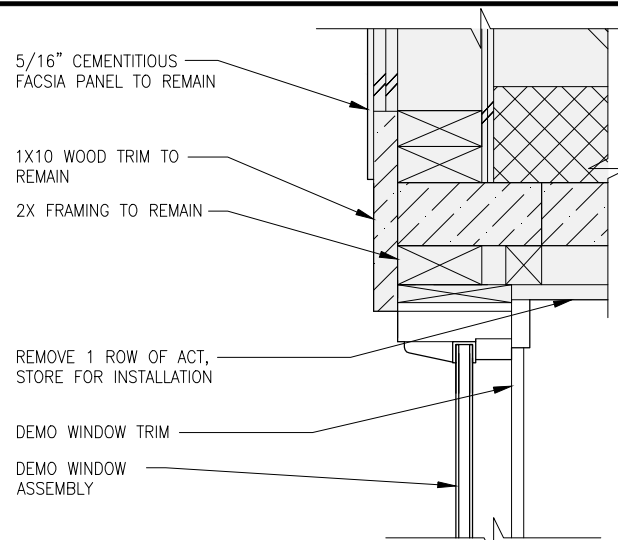 5/16" CEMENTITIOUS
FACSIA PANEL TO REMAIN
1X10 WOOD TRIM TO
REMAIN
2X FRAMING TO REMAIN
REMOVE 1 ROW OF ACT,
STORE FOR INSTALLATION
DEMO WINDOW TRIM
DEMO WINDOW
ASSEMBLY